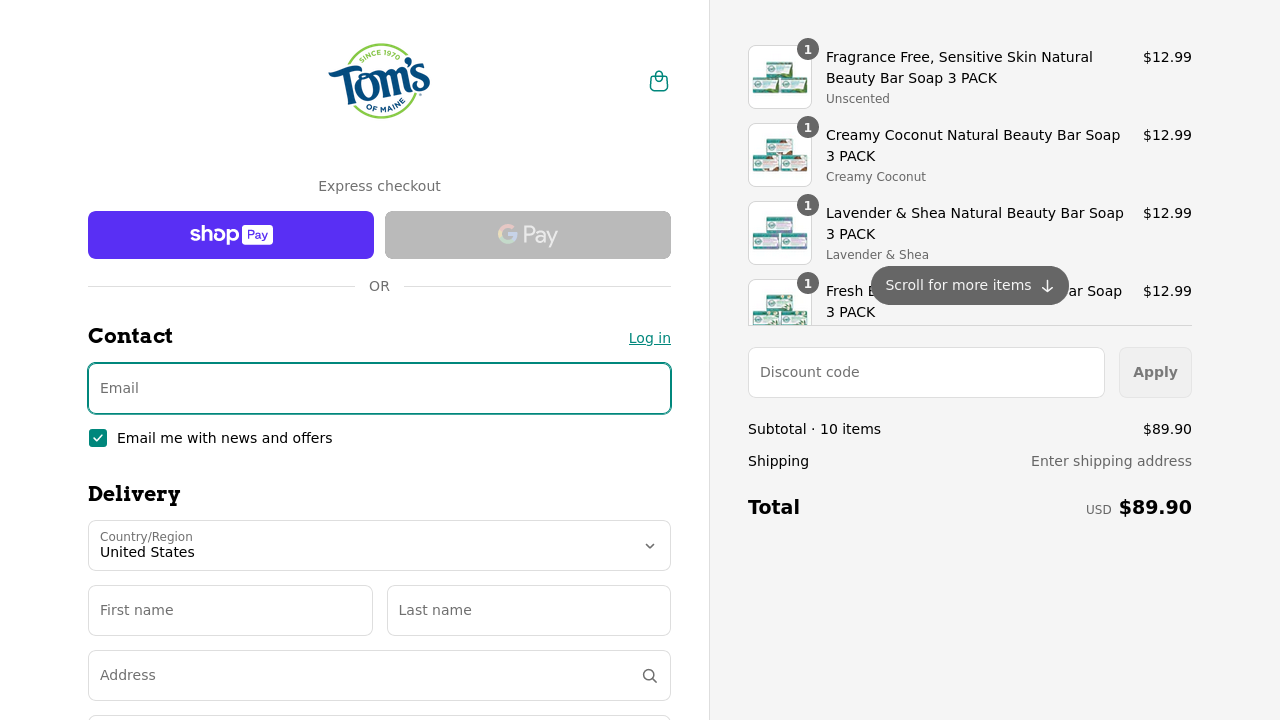 SINCE 1970
TOM'S
OF MAINE
Express checkout
shop Pay
G Pay
OR
Contact
Log in
Email
Email me with news and offers
Delivery
Country/Region
United States
First name
Last name
Address
1
Fragrance Free, Sensitive Skin Natural
Beauty Bar Soap 3 PACK
Unscented
$12.99
1
Creamy Coconut Natural Beauty Bar Soap
3 PACK
Creamy Coconut
$12.99
1
Lavender & Shea Natural Beauty Bar Soap
3 PACK
Lavender & Shea
$12.99
1
Fresh ar Soap
3 PACK
$12.99
Scroll for more items
Discount code
Apply
Subtotal · 10 items
$89.90
Shipping
Enter shipping address
Total
USD $89.90